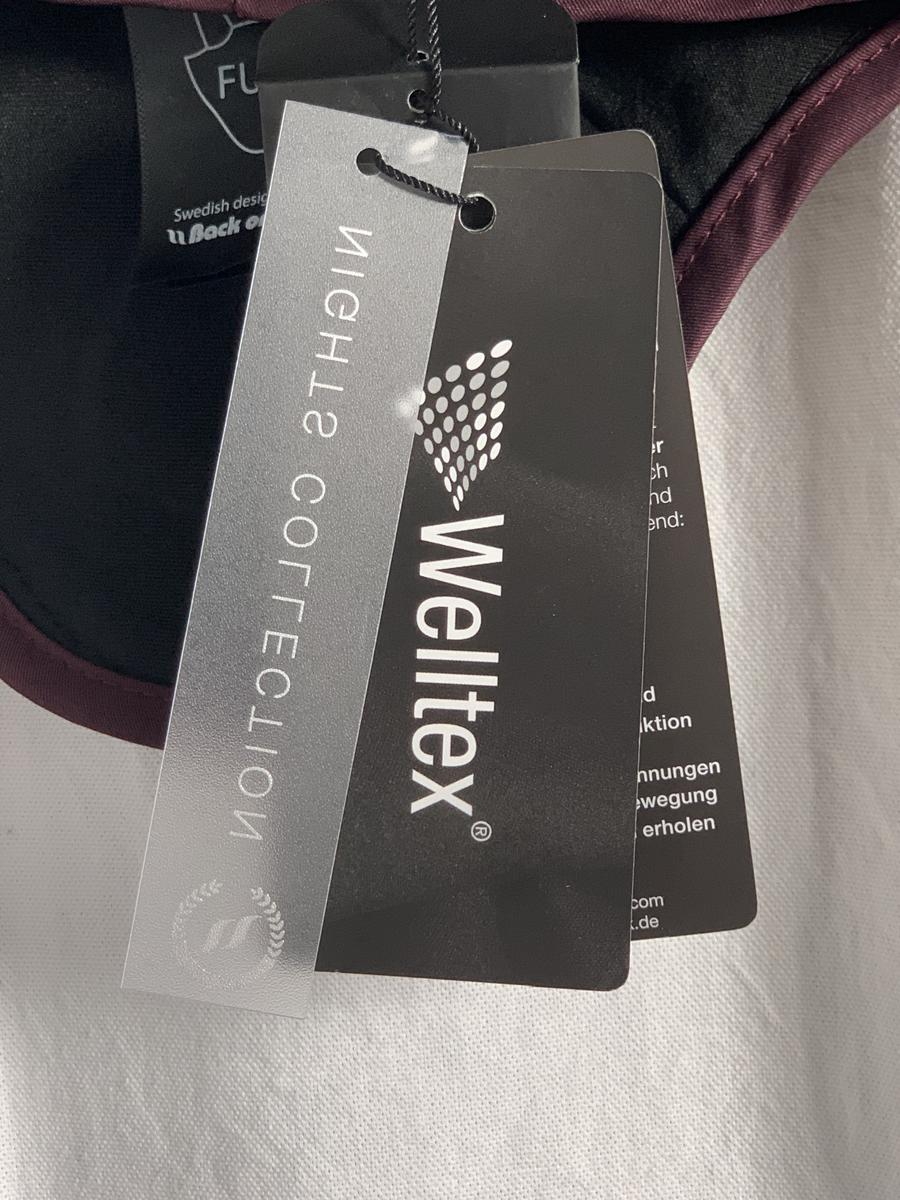 FU
Swedish desig
Back o
NIGHTS COLLECTION
Welltex®
er
ch
nd
end:
d
ktion
nnungen
ewegung
erholen
.com
.de